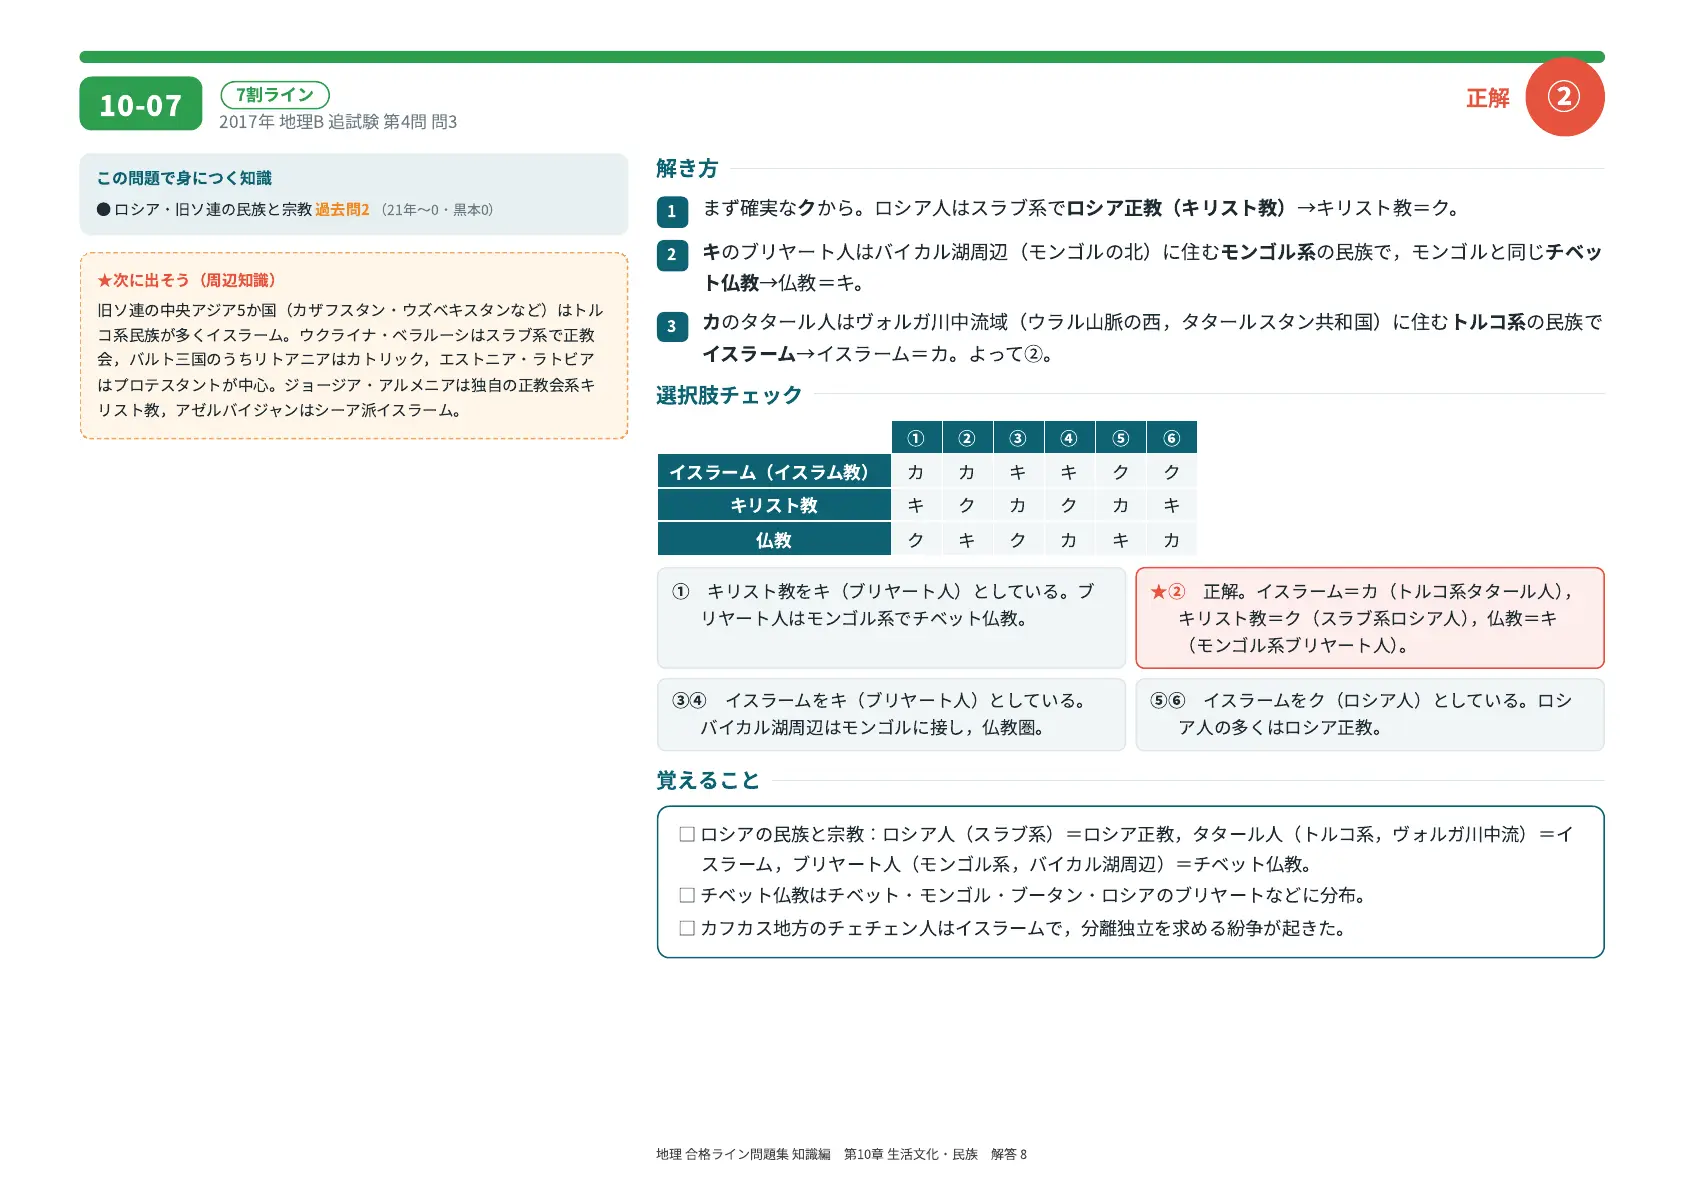 10-07
7割ライン
2017年 地理B 追試験 第4問 問3
正解 ②
この問題で身につく知識
●ロシア・旧ソ連の民族と宗教 過去問2 （21年〜0・黒本0）
★次に出そう（周辺知識）
旧ソ連の中央アジア5か国（カザフスタン・ウズベキスタンなど）はトル
コ系民族が多くイスラーム。ウクライナ・ベラルーシはスラブ系で正教
会，バルト三国のうちリトアニアはカトリック，エストニア・ラトビア
はプロテスタントが中心。ジョージア・アルメニアは独自の正教会系キ
リスト教，アゼルバイジャンはシーア派イスラーム。
解き方
1 まず確実なクから。ロシア人はスラブ系でロシア正教（キリスト教）→キリスト教＝ク。
2 キのブリヤート人はバイカル湖周辺（モンゴルの北）に住むモンゴル系の民族で，モンゴルと同じチベッ
ト仏教→仏教＝キ。
3 カのタタール人はヴォルガ川中流域（ウラル山脈の西，タタールスタン共和国）に住むトルコ系の民族で
イスラーム→イスラーム＝カ。よって②。
選択肢チェック
① ② ③ ④ ⑤ ⑥
イスラーム（イスラム教） カ カ キ キ ク ク
キリスト教 キ ク カ ク カ キ
仏教 ク キ ク カ キ カ
① キリスト教をキ（ブリヤート人）としている。ブ
リヤート人はモンゴル系でチベット仏教。
★② 正解。イスラーム＝カ（トルコ系タタール人），
キリスト教＝ク（スラブ系ロシア人），仏教＝キ
（モンゴル系ブリヤート人）。
③④ イスラームをキ（ブリヤート人）としている。
バイカル湖周辺はモンゴルに接し，仏教圏。
⑤⑥ イスラームをク（ロシア人）としている。ロシ
ア人の多くはロシア正教。
覚えること
□ ロシアの民族と宗教：ロシア人（スラブ系）＝ロシア正教，タタール人（トルコ系，ヴォルガ川中流）＝イ
スラーム，ブリヤート人（モンゴル系，バイカル湖周辺）＝チベット仏教。
□ チベット仏教はチベット・モンゴル・ブータン・ロシアのブリヤートなどに分布。
□ カフカス地方のチェチェン人はイスラームで，分離独立を求める紛争が起きた。
地理 合格ライン問題集 知識編 第10章 生活文化・民族 解答 8